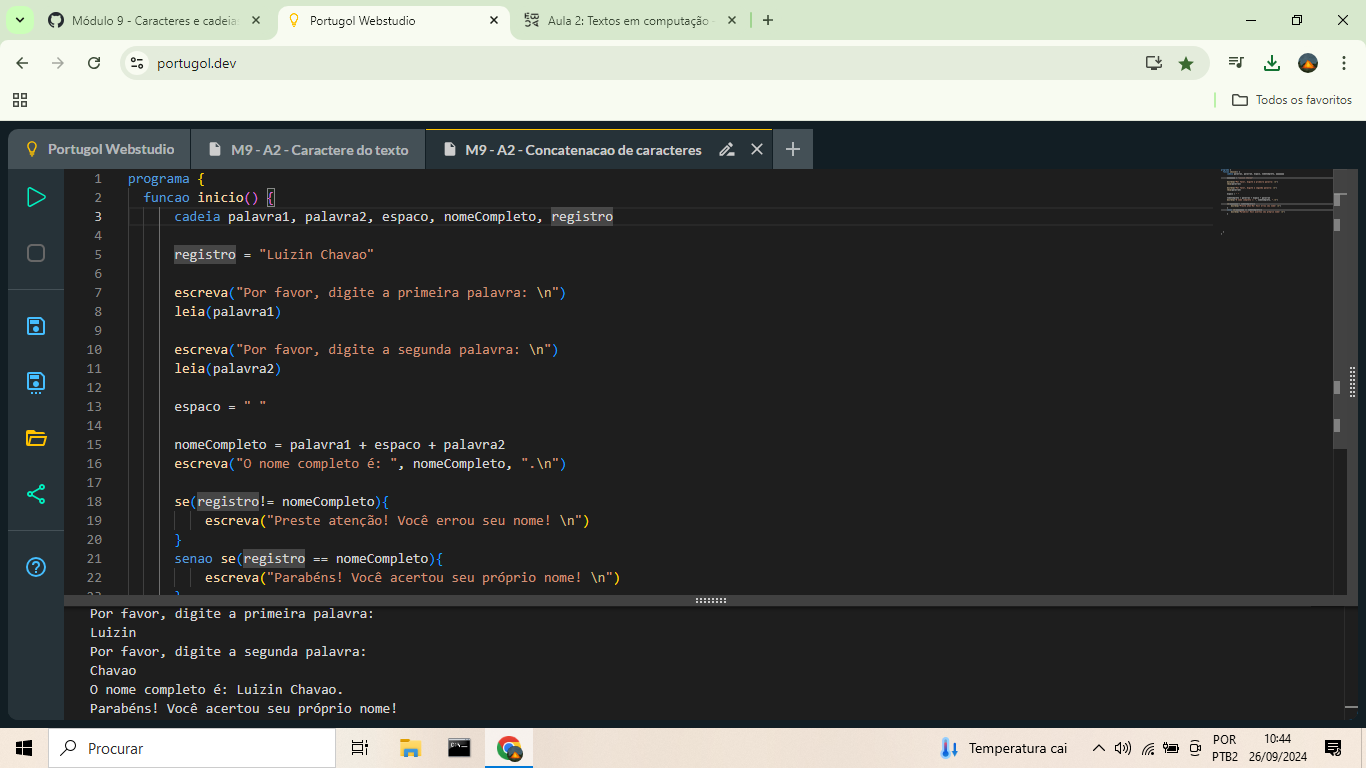 Módulo 9 - Caracteres e cadeia
Portugol Webstudio
Aula 2: Textos em computação -
portugol.dev
Todos os favoritos
Portugol Webstudio
M9 - A2 - Caractere do texto
M9 - A2 - Concatenacao de caracteres
1 programa {
2 funcao inicio() {
3 cadeia palavra1, palavra2, espaco, nomeCompleto, registro
4
5 registro = "Luizin Chavao"
6
7 escreva("Por favor, digite a primeira palavra: \n")
8 leia(palavra1)
9
10 escreva("Por favor, digite a segunda palavra: \n")
11 leia(palavra2)
12
13 espaco = " "
14
15 nomeCompleto = palavra1 + espaco + palavra2
16 escreva("O nome completo é: ", nomeCompleto, ".\n")
17
18 se(registro!= nomeCompleto){
19 escreva("Preste atenção! Você errou seu nome! \n")
20 }
21 senao se(registro == nomeCompleto){
22 escreva("Parabéns! Você acertou seu próprio nome! \n")
Por favor, digite a primeira palavra:
Luizin
Por favor, digite a segunda palavra:
Chavao
O nome completo é: Luizin Chavao.
Parabéns! Você acertou seu próprio nome!
Procurar
Temperatura cai
POR
PTB2
10:44
26/09/2024